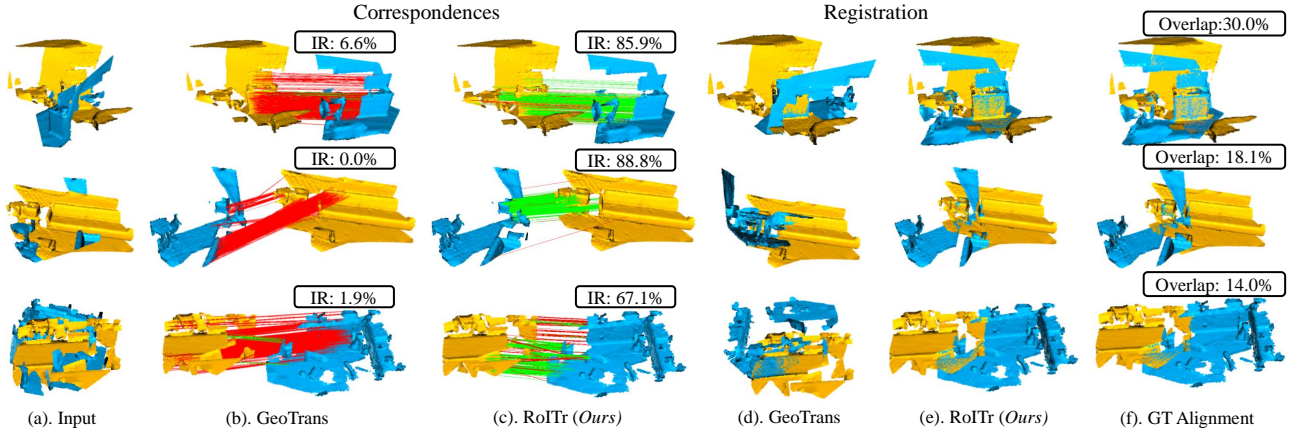 Correspondences
Registration
IR: 6.6%
IR: 85.9%
Overlap:30.0%
IR: 0.0%
IR: 88.8%
Overlap: 18.1%
IR: 1.9%
IR: 67.1%
Overlap: 14.0%
(a). Input
(b). GeoTrans
(c). RoITr (Ours)
(d). GeoTrans
(e). RoITr (Ours)
(f). GT Alignment